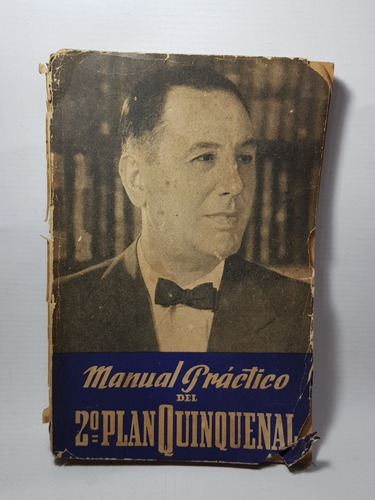 Manual Práctico
DEL
2º PLAN QUINQUENAL